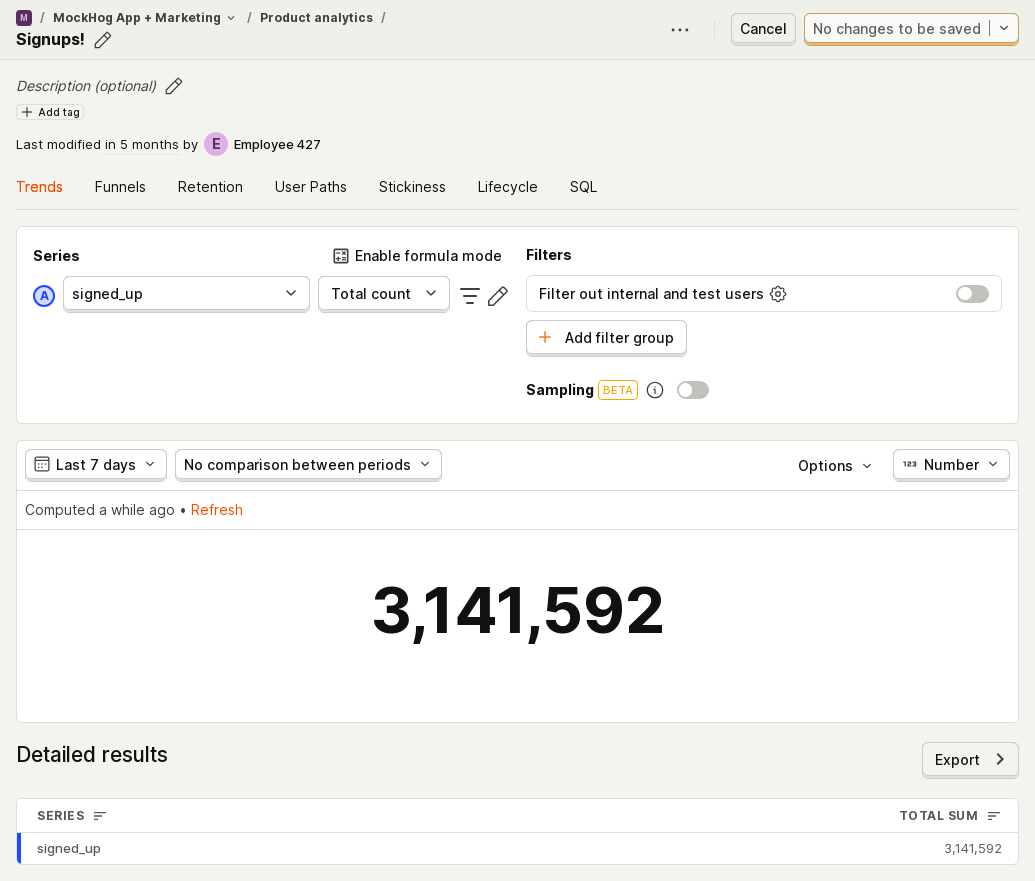 M / MockHog App + Marketing / Product analytics /
Signups!
Cancel
No changes to be saved
Description (optional)
Add tag
Last modified in 5 months by E Employee 427
Trends Funnels Retention User Paths Stickiness Lifecycle SQL
Series
Enable formula mode
A signed_up
Total count
Filters
Filter out internal and test users
Add filter group
Sampling BETA
Last 7 days
No comparison between periods
Options
123 Number
Computed a while ago • Refresh
3,141,592
Detailed results
Export
SERIES TOTAL SUM
signed_up 3,141,592